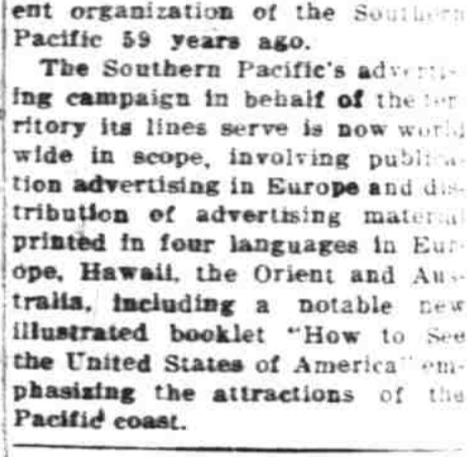 ent organization of the Southern
Pacific 59 years ago.
The Southern Pacific's adverti-
ing campaign in behalf of the ter-
ritory its lines serve is now world
wide in scope, involving publica-
tion advertising in Europe and dis-
tribution of advertising material
printed in four languages in Eur-
ope, Hawaii, the Orient and Aus-
tralia, including a notable new
illustrated booklet "How to See
the United States of America" em-
phasizing the attractions of the
Pacific coast.